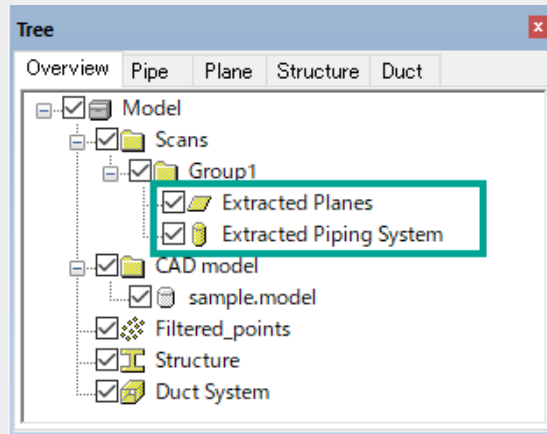 Tree
Overview Pipe Plane Structure Duct
Model
Scans
Group1
Extracted Planes
Extracted Piping System
CAD model
sample.model
Filtered_points
Structure
Duct System